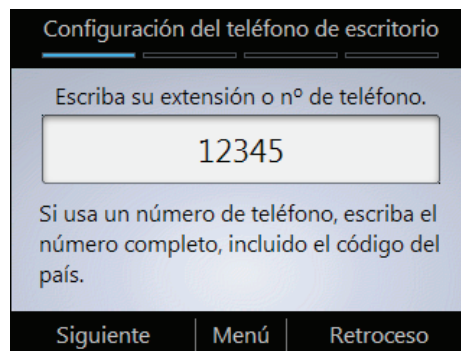 Configuración del teléfono de escritorio
Escriba su extensión o nº de teléfono.
12345
Si usa un número de teléfono, escriba el
número completo, incluido el código del
país.
Siguiente
Menú
Retroceso